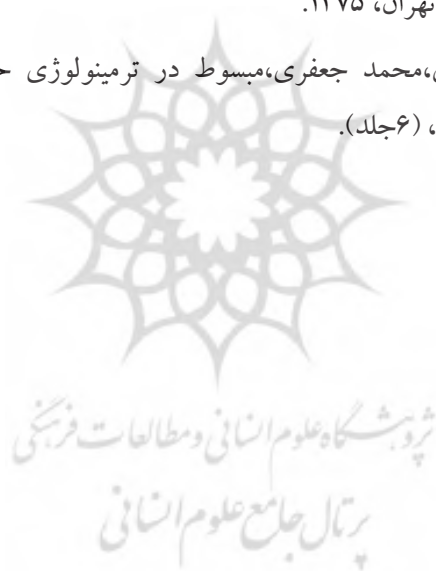 تهران، ۱۳۷۵.
،محمد جعفری،مبسوط در ترمینولوژی
، (۶جلد).
پژوهشگاه علوم انسانی و مطالعات فرهنگی
پرتال جامع علوم انسانی